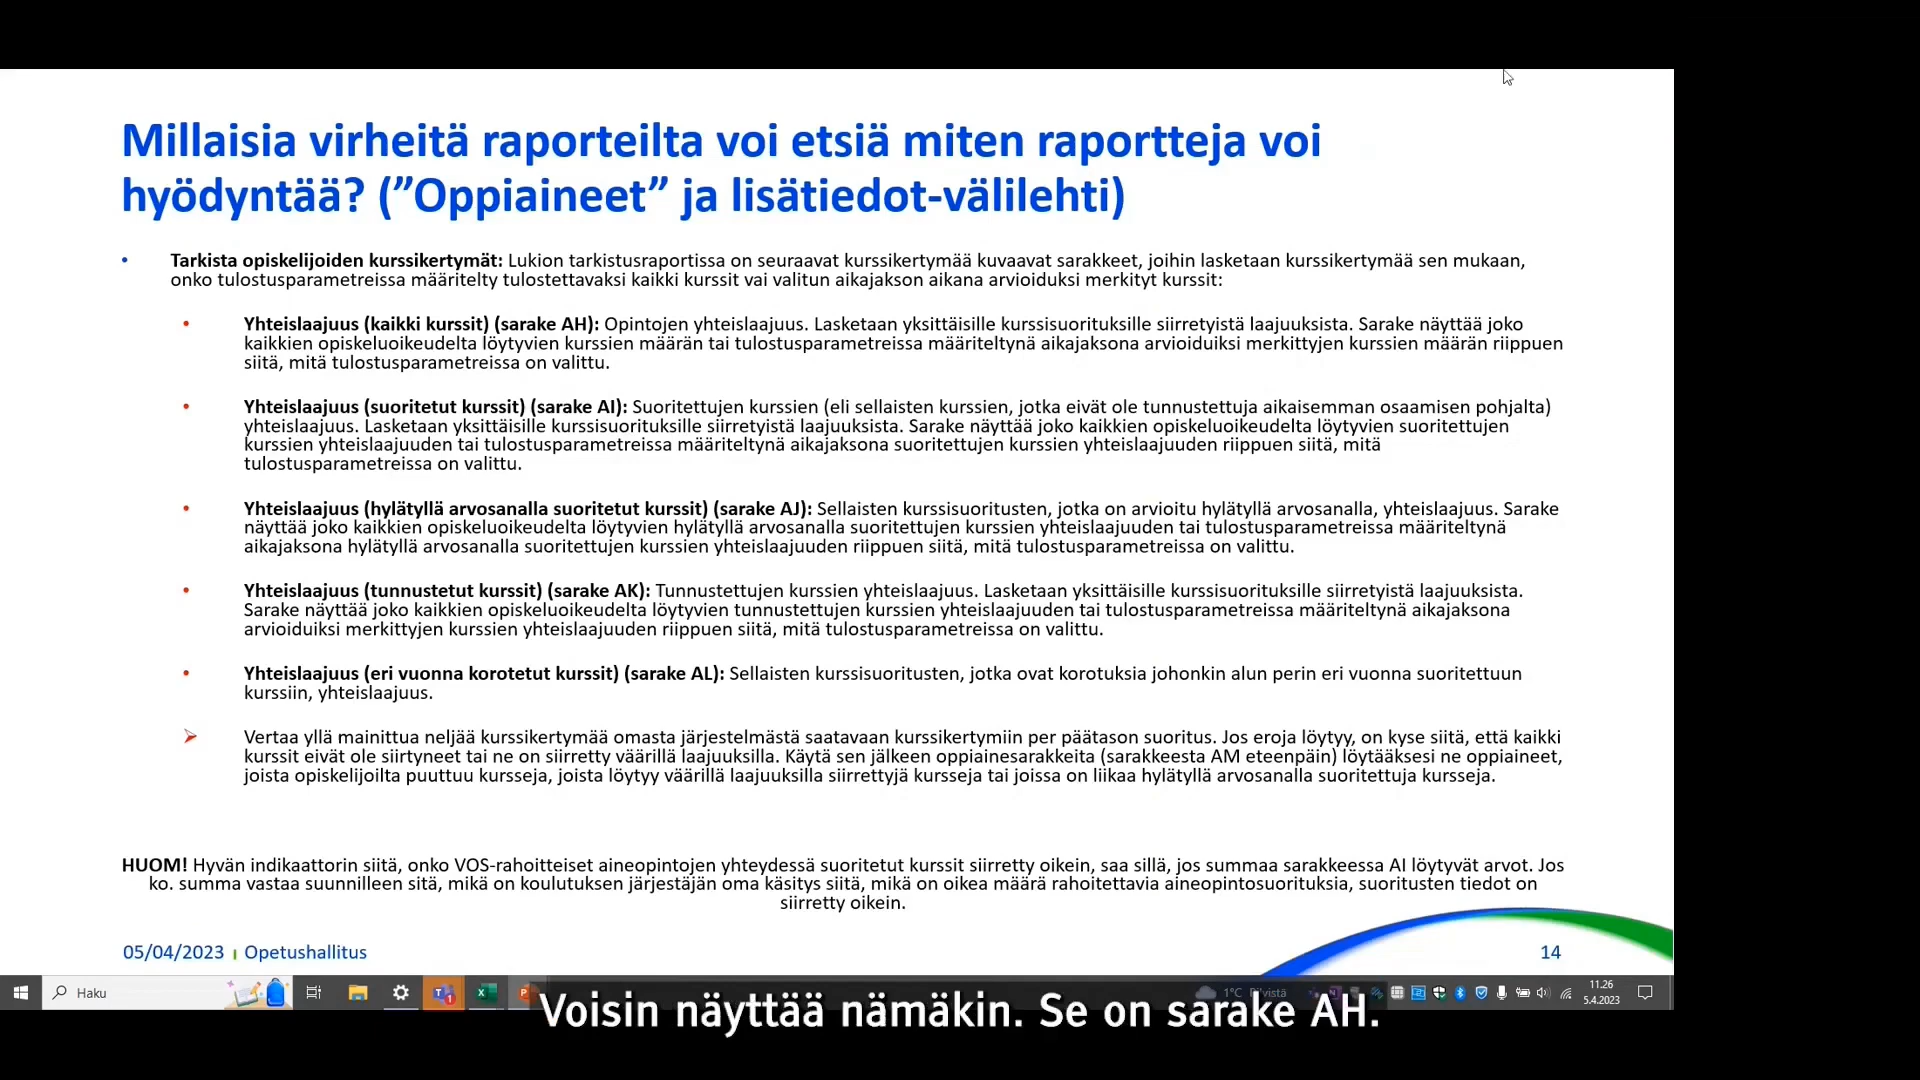 Millaisia virheitä raporteilta voi etsiä miten raportteja voi
hyödyntää? (”Oppiaineet” ja lisätiedot-välilehti)
• Tarkista opiskelijoiden kurssikertymät: Lukion tarkistusraportissa on seuraavat kurssikertymää kuvaavat sarakkeet, joihin lasketaan kurssikertymää sen mukaan,
onko tulostusparametreissa määritelty tulostettavaksi kaikki kurssit vai valitun aikajakson aikana arvioiduksi merkityt kurssit:
• Yhteislaajuus (kaikki kurssit) (sarake AH): Opintojen yhteislaajuus. Lasketaan yksittäisille kurssisuorituksille siirretyistä laajuuksista. Sarake näyttää joko
kaikkien opiskeluoikeudelta löytyvien kurssien määrän tai tulostusparametreissa määriteltynä aikajaksona arvioiduiksi merkittyjen kurssien määrän riippuen
siitä, mitä tulostusparametreissa on valittu.
• Yhteislaajuus (suoritetut kurssit) (sarake AI): Suoritettujen kurssien (eli sellaisten kurssien, jotka eivät ole tunnustettuja aikaisemman osaamisen pohjalta)
yhteislaajuus. Lasketaan yksittäisille kurssisuorituksille siirretyistä laajuuksista. Sarake näyttää joko kaikkien opiskeluoikeudelta löytyvien suoritettujen
kurssien yhteislaajuuden tai tulostusparametreissa määriteltynä aikajaksona suoritettujen kurssien yhteislaajuuden riippuen siitä, mitä
tulostusparametreissa on valittu.
• Yhteislaajuus (hylätyllä arvosanalla suoritetut kurssit) (sarake AJ): Sellaisten kurssisuoritusten, jotka on arvioitu hylätyllä arvosanalla, yhteislaajuus. Sarake
näyttää joko kaikkien opiskeluoikeudelta löytyvien hylätyllä arvosanalla suoritettujen kurssien yhteislaajuuden tai tulostusparametreissa määriteltynä
aikajaksona hylätyllä arvosanalla suoritettujen kurssien yhteislaajuuden riippuen siitä, mitä tulostusparametreissa on valittu.
• Yhteislaajuus (tunnustetut kurssit) (sarake AK): Tunnustettujen kurssien yhteislaajuus. Lasketaan yksittäisille kurssisuorituksille siirretyistä laajuuksista.
Sarake näyttää joko kaikkien opiskeluoikeudelta löytyvien tunnustettujen kurssien yhteislaajuuden tai tulostusparametreissa määriteltynä aikajaksona
arvioiduiksi merkittyjen kurssien yhteislaajuuden riippuen siitä, mitä tulostusparametreissa on valittu.
• Yhteislaajuus (eri vuonna korotetut kurssit) (sarake AL): Sellaisten kurssisuoritusten, jotka ovat korotuksia johonkin alun perin eri vuonna suoritettuun
kurssiin, yhteislaajuus.
➢ Vertaa yllä mainittua neljää kurssikertymää omasta järjestelmästä saatavaan kurssikertymiin per päätason suoritus. Jos eroja löytyy, on kyse siitä, että kaikki
kurssit eivät ole siirtyneet tai ne on siirretty väärillä laajuuksilla. Käytä sen jälkeen oppiainesarakkeita (sarakkeesta AM eteenpäin) löytääksesi ne oppiaineet,
joista opiskelijoilta puuttuu kursseja, joista löytyy väärillä laajuuksilla siirrettyjä kursseja tai joissa on liikaa hylätyllä arvosanalla suoritettuja kursseja.
HUOM! Hyvän indikaattorin siitä, onko VOS-rahoitteiset aineopintojen yhteydessä suoritetut kurssit siirretty oikein, saa sillä, jos summaa sarakkeessa AI löytyvät arvot. Jos
ko. summa vastaa suunnilleen sitä, mikä on koulutuksen järjestäjän oma käsitys siitä, mikä on oikea määrä rahoitettavia aineopintosuorituksia, suoritusten tiedot on
siirretty oikein.
05/04/2023 Opetushallitus 14
Haku
1°C
11.26
5.4.2023
Voisin näyttää nämäkin. Se on sarake AH.